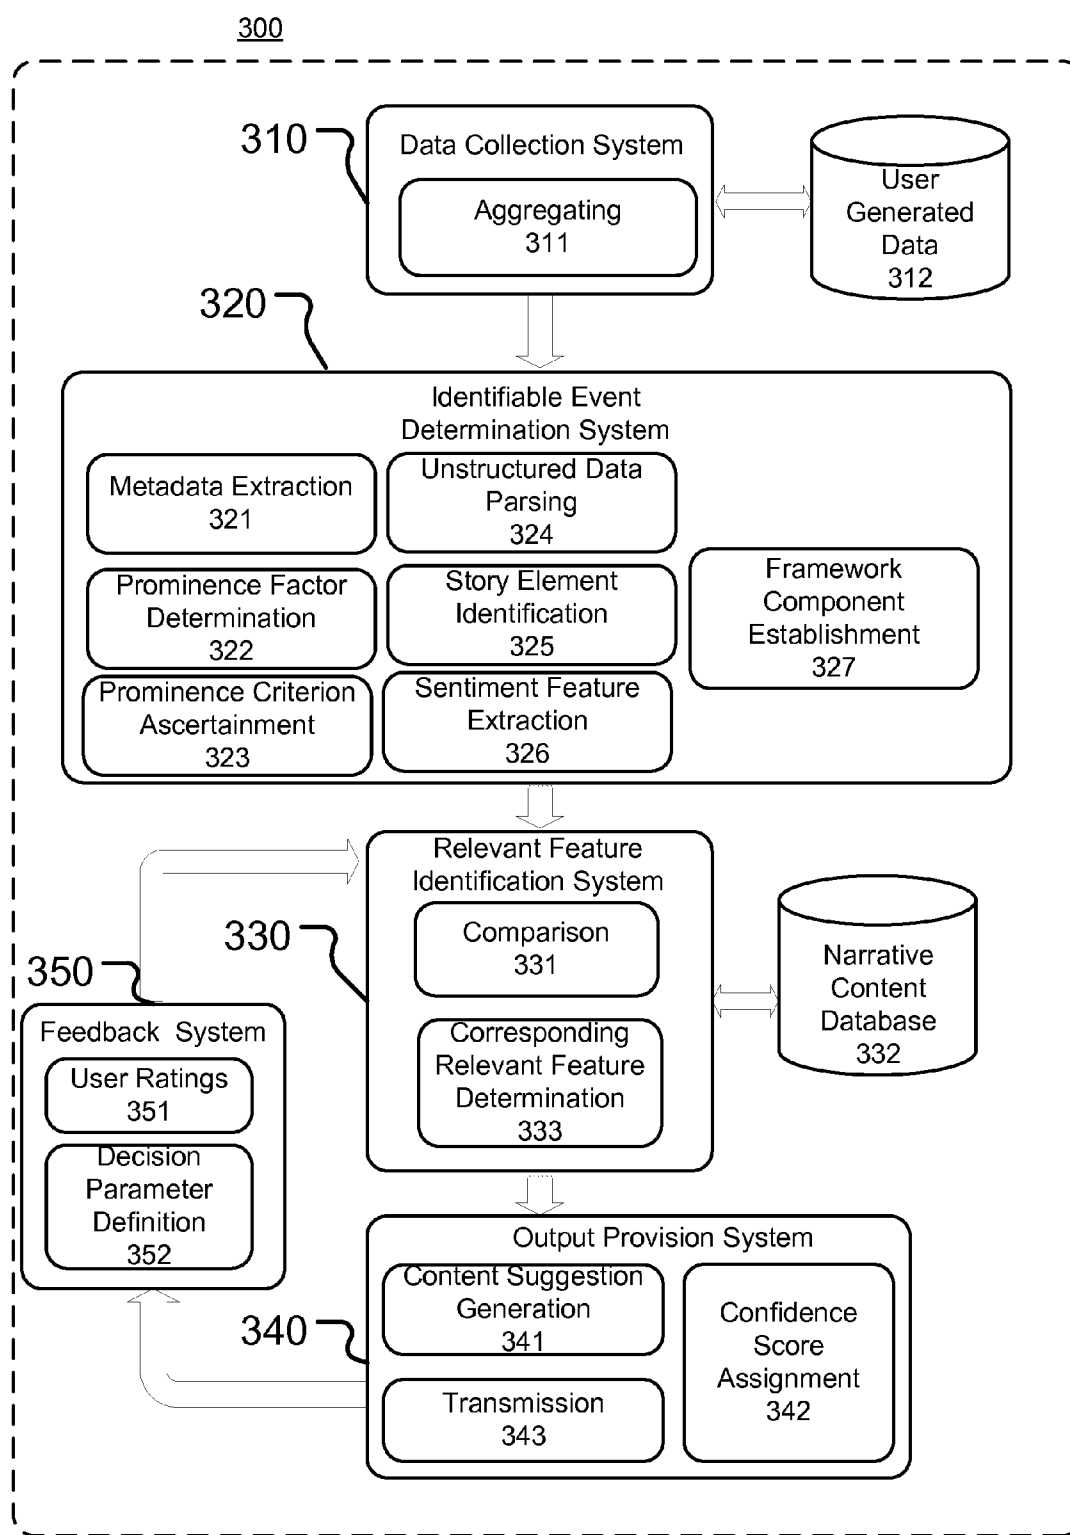 300
310
Data Collection System
Aggregating
311
User
Generated
Data
312
320
Identifiable Event
Determination System
Metadata Extraction
321
Unstructured Data
Parsing
324
Prominence Factor
Determination
322
Story Element
Identification
325
Framework
Component
Establishment
327
Prominence Criterion
Ascertainment
323
Sentiment Feature
Extraction
326
Relevant Feature
Identification System
330
Comparison
331
Corresponding
Relevant Feature
Determination
333
Narrative
Content
Database
332
350
Feedback System
User Ratings
351
Decision
Parameter
Definition
352
340
Output Provision System
Content Suggestion
Generation
341
Transmission
343
Confidence
Score
Assignment
342